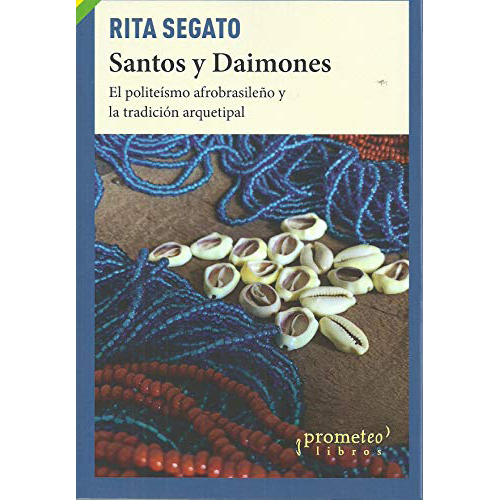 RITA SEGATO
Santos y Daimones
El politeísmo afrobrasileño y
la tradición arquetipal
prometeo
libros